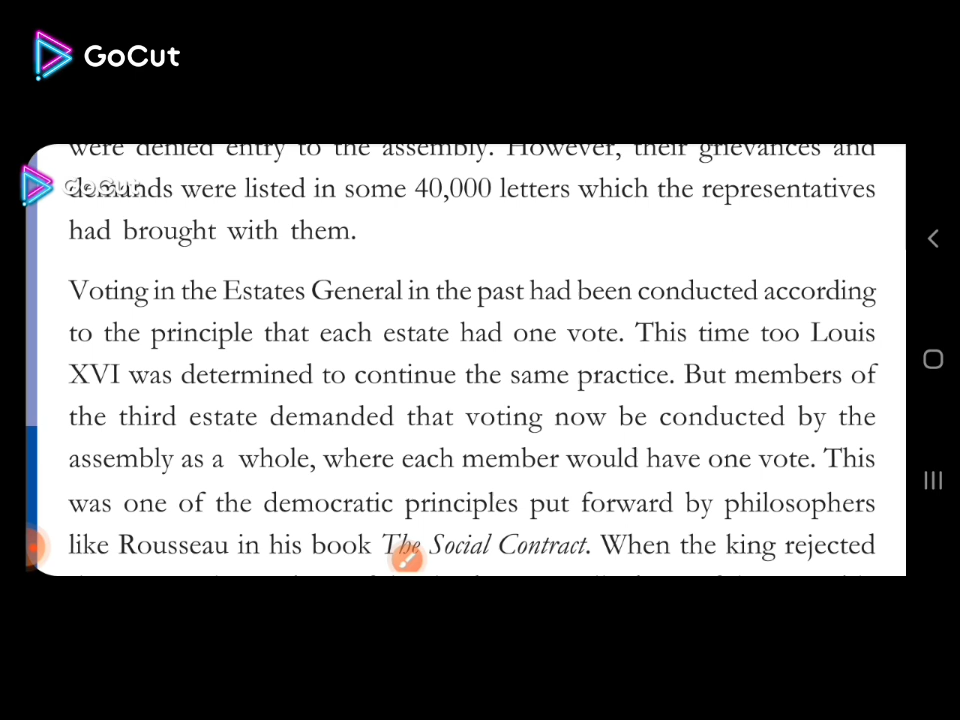 GoCut
were denied entry to the assembly. However, their grievances and
GoCut
demands were listed in some 40,000 letters which the representatives
had brought with them.
Voting in the Estates General in the past had been conducted according
to the principle that each estate had one vote. This time too Louis
XVI was determined to continue the same practice. But members of
the third estate demanded that voting now be conducted by the
assembly as a whole, where each member would have one vote. This
was one of the democratic principles put forward by philosophers
like Rousseau in his book The Social Contract. When the king rejected